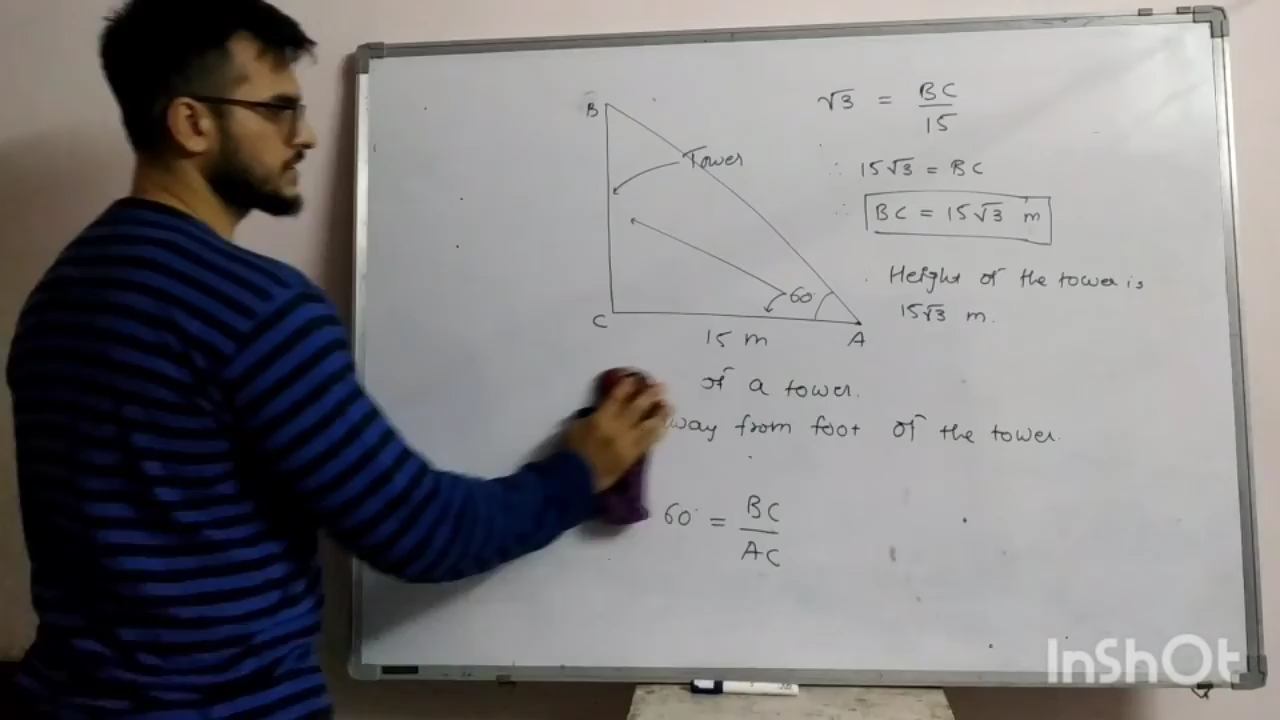 B
Tower
60°
C
15 m
A
√3 = BC/15
∴ 15√3 = BC
∴ BC = 15√3 m
Height of the tower is
15√3 m.
of a tower.
way from foot of the tower.
60° = BC/AC
InShOt